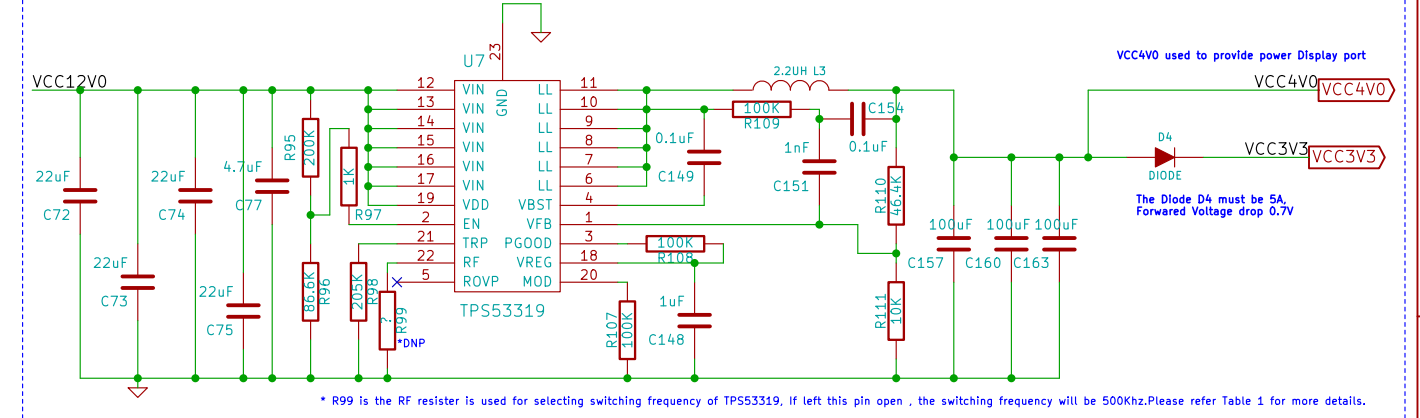 VCC4V0 used to provide power Display port
VCC12V0
U7
23
GND
2.2UH L3
VCC4V0
VCC4V0
12 VIN LL 11
13 VIN LL 10
14 VIN LL 9
15 VIN LL 8
16 VIN LL 7
17 VIN LL 6
19 VDD VBST 4
2 EN VFB 1
21 TRP PGOOD 3
22 RF VREG 18
5 ROVP MOD 20
TPS53319
100K
R109
C154
0.1uF
D4
DIODE
VCC3V3
VCC3V3
The Diode D4 must be 5A,
Forwared Voltage drop 0.7V
22uF
C72
22uF
C73
22uF
C74
22uF
C75
4.7uF
C77
R95
200K
1K
R97
86.6K
R96
205K
R98
?
R99
*DNP
0.1uF
C149
1nF
C151
R110
46.4K
100K
R108
1uF
C148
R107
100K
R111
10K
100uF
C157
100uF
C160
100uF
C163
* R99 is the RF resister is used for selecting switching frequency of TPS53319, If left this pin open , the switching frequency will be 500Khz.Please refer Table 1 for more details.